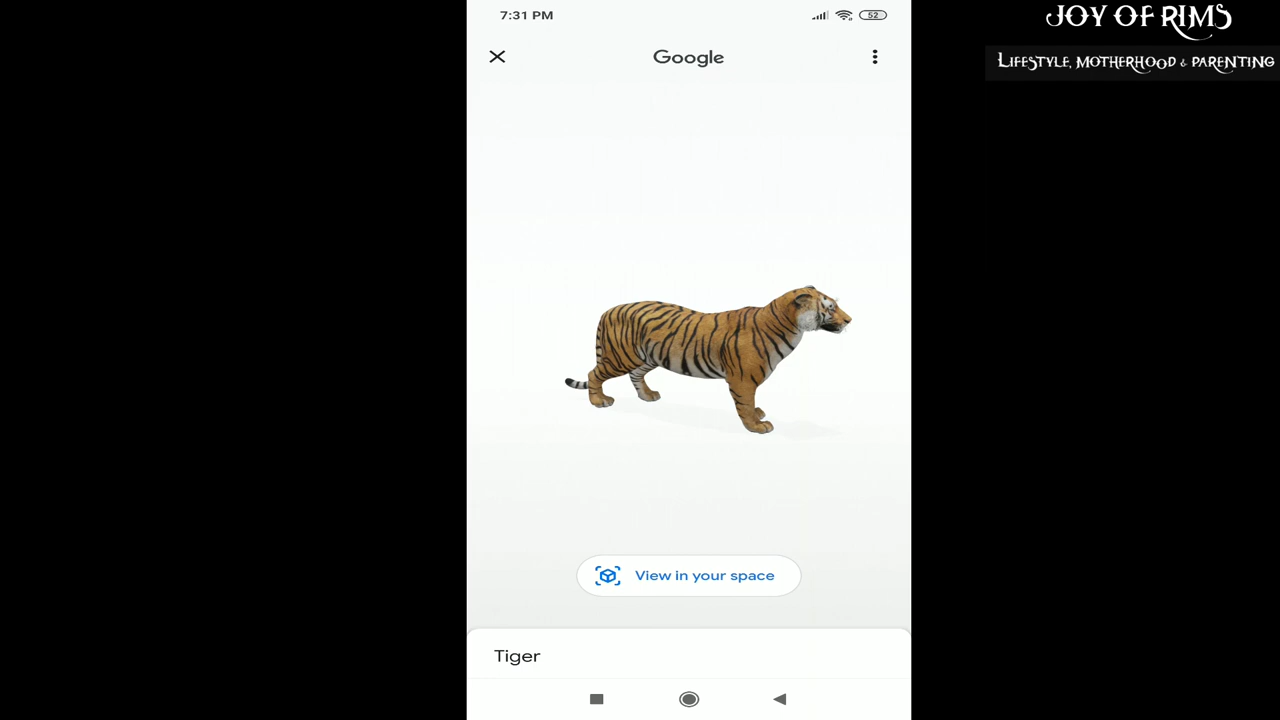 7:31 PM
52
JOY OF RIMS
LIFESTYLE, MOTHERHOOD & PARENTING
Google
View in your space
Tiger